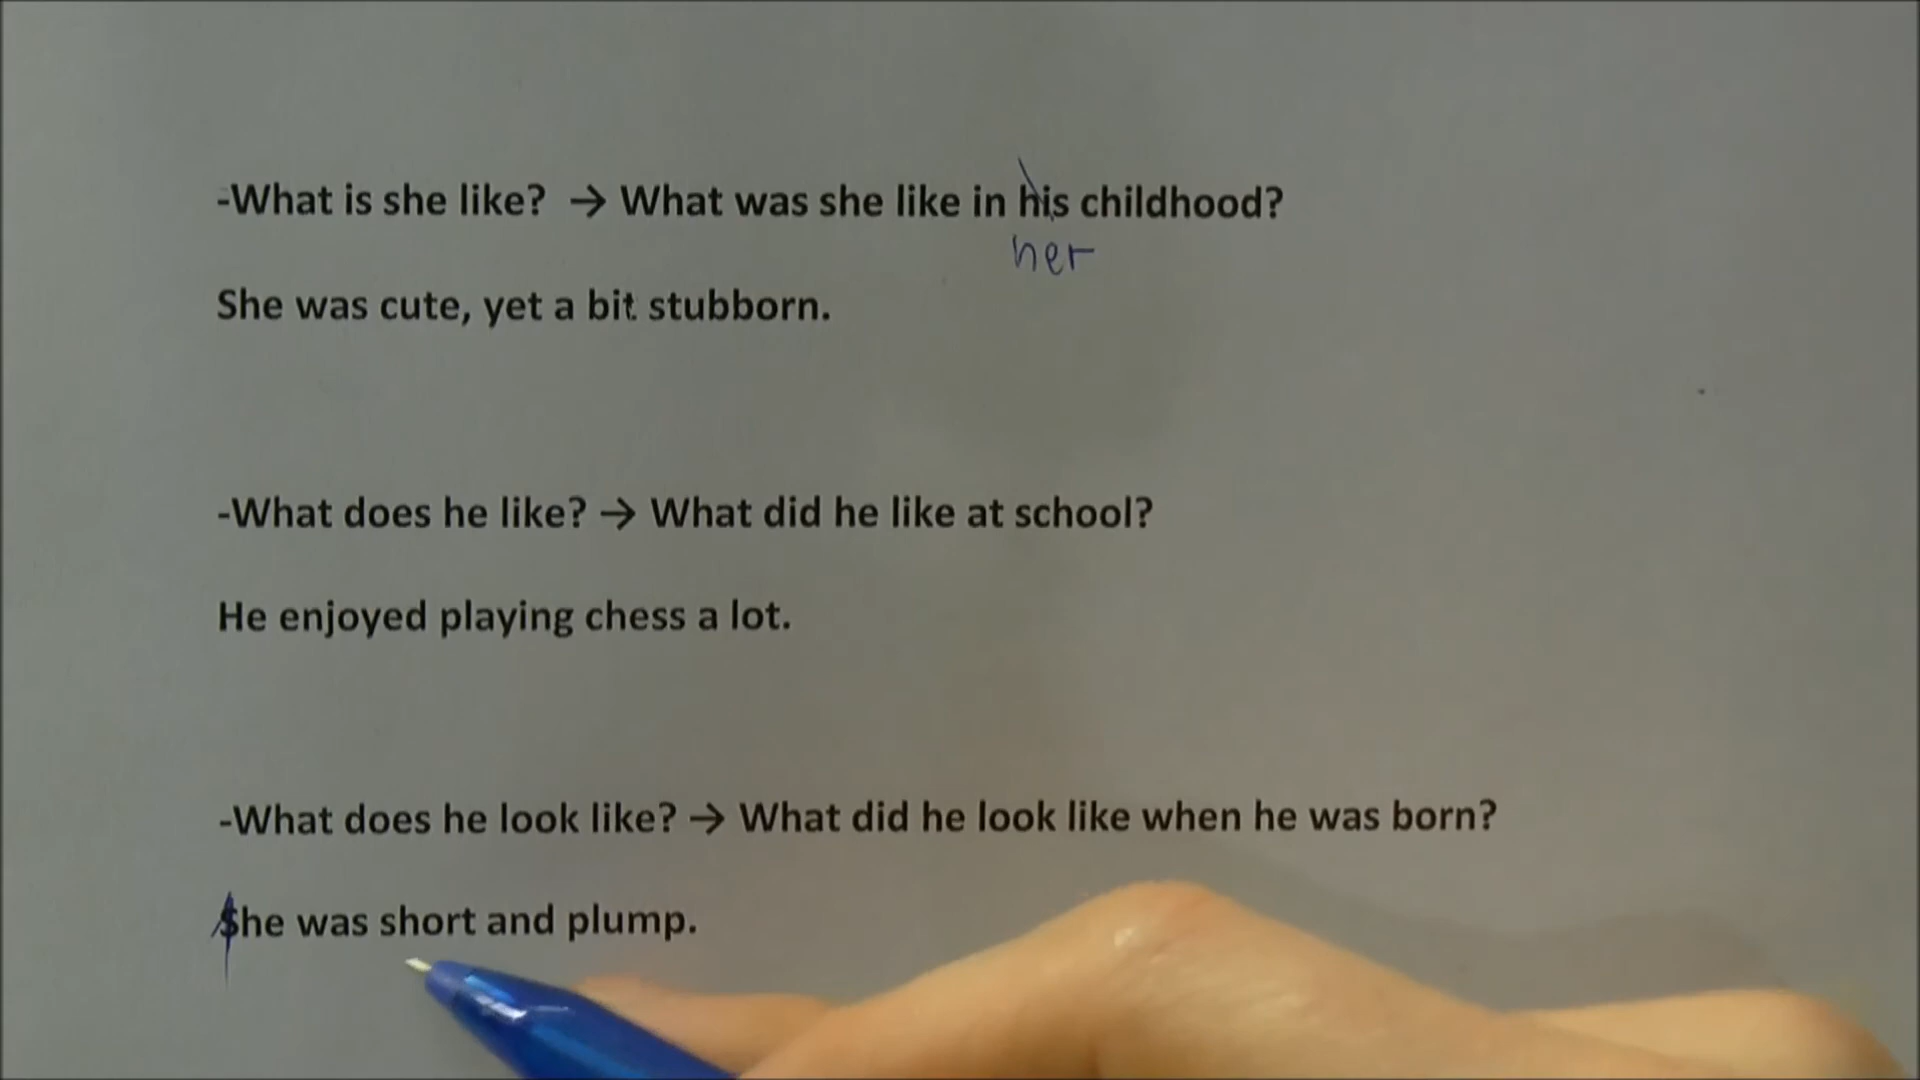 -What is she like? → What was she like in his childhood?
her
She was cute, yet a bit stubborn.
-What does he like? → What did he like at school?
He enjoyed playing chess a lot.
-What does he look like? → What did he look like when he was born?
She was short and plump.